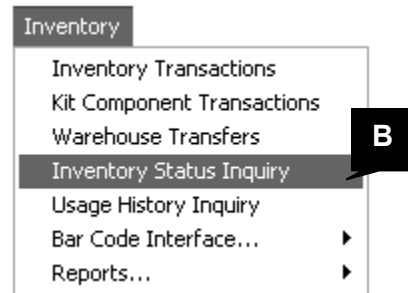 Inventory
Inventory Transactions
Kit Component Transactions
Warehouse Transfers
B
Inventory Status Inquiry
Usage History Inquiry
Bar Code Interface...
Reports...